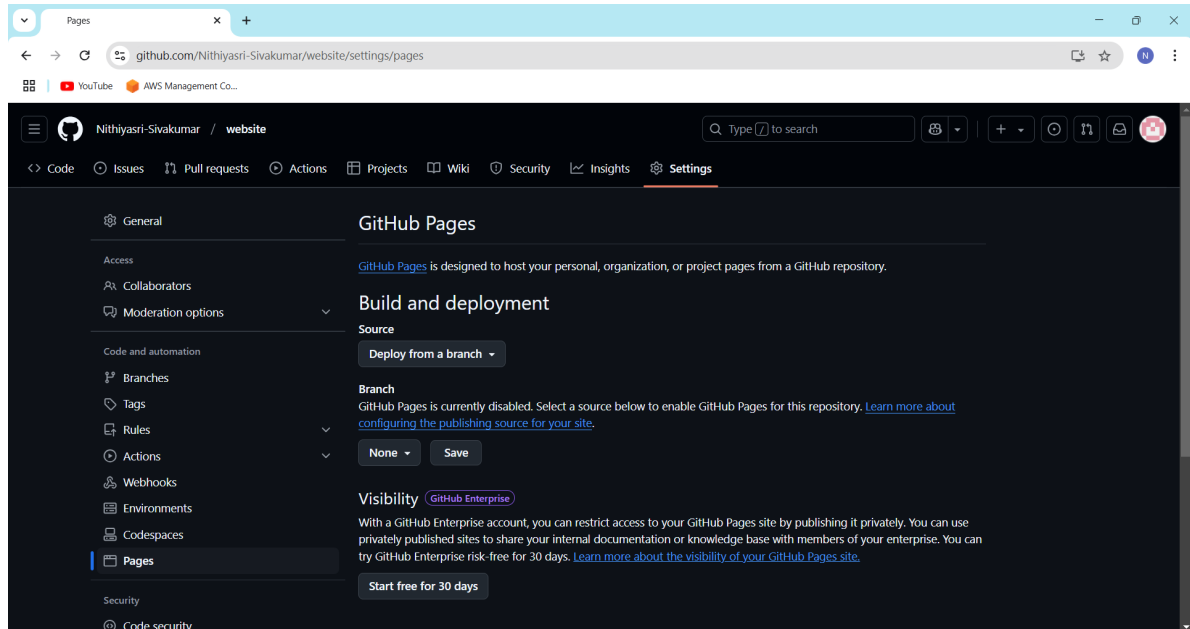 Pages
github.com/Nithiyasri-Sivakumar/website/settings/pages
YouTube AWS Management Co...
N
Nithiyasri-Sivakumar / website
Type / to search
Code Issues Pull requests Actions Projects Wiki Security Insights Settings
General
Access
Collaborators
Moderation options
Code and automation
Branches
Tags
Rules
Actions
Webhooks
Environments
Codespaces
Pages
Security
Code security
GitHub Pages
GitHub Pages is designed to host your personal, organization, or project pages from a GitHub repository.
Build and deployment
Source
Deploy from a branch
Branch
GitHub Pages is currently disabled. Select a source below to enable GitHub Pages for this repository. Learn more about
configuring the publishing source for your site.
None Save
Visibility GitHub Enterprise
With a GitHub Enterprise account, you can restrict access to your GitHub Pages site by publishing it privately. You can use
privately published sites to share your internal documentation or knowledge base with members of your enterprise. You can
try GitHub Enterprise risk-free for 30 days. Learn more about the visibility of your GitHub Pages site.
Start free for 30 days